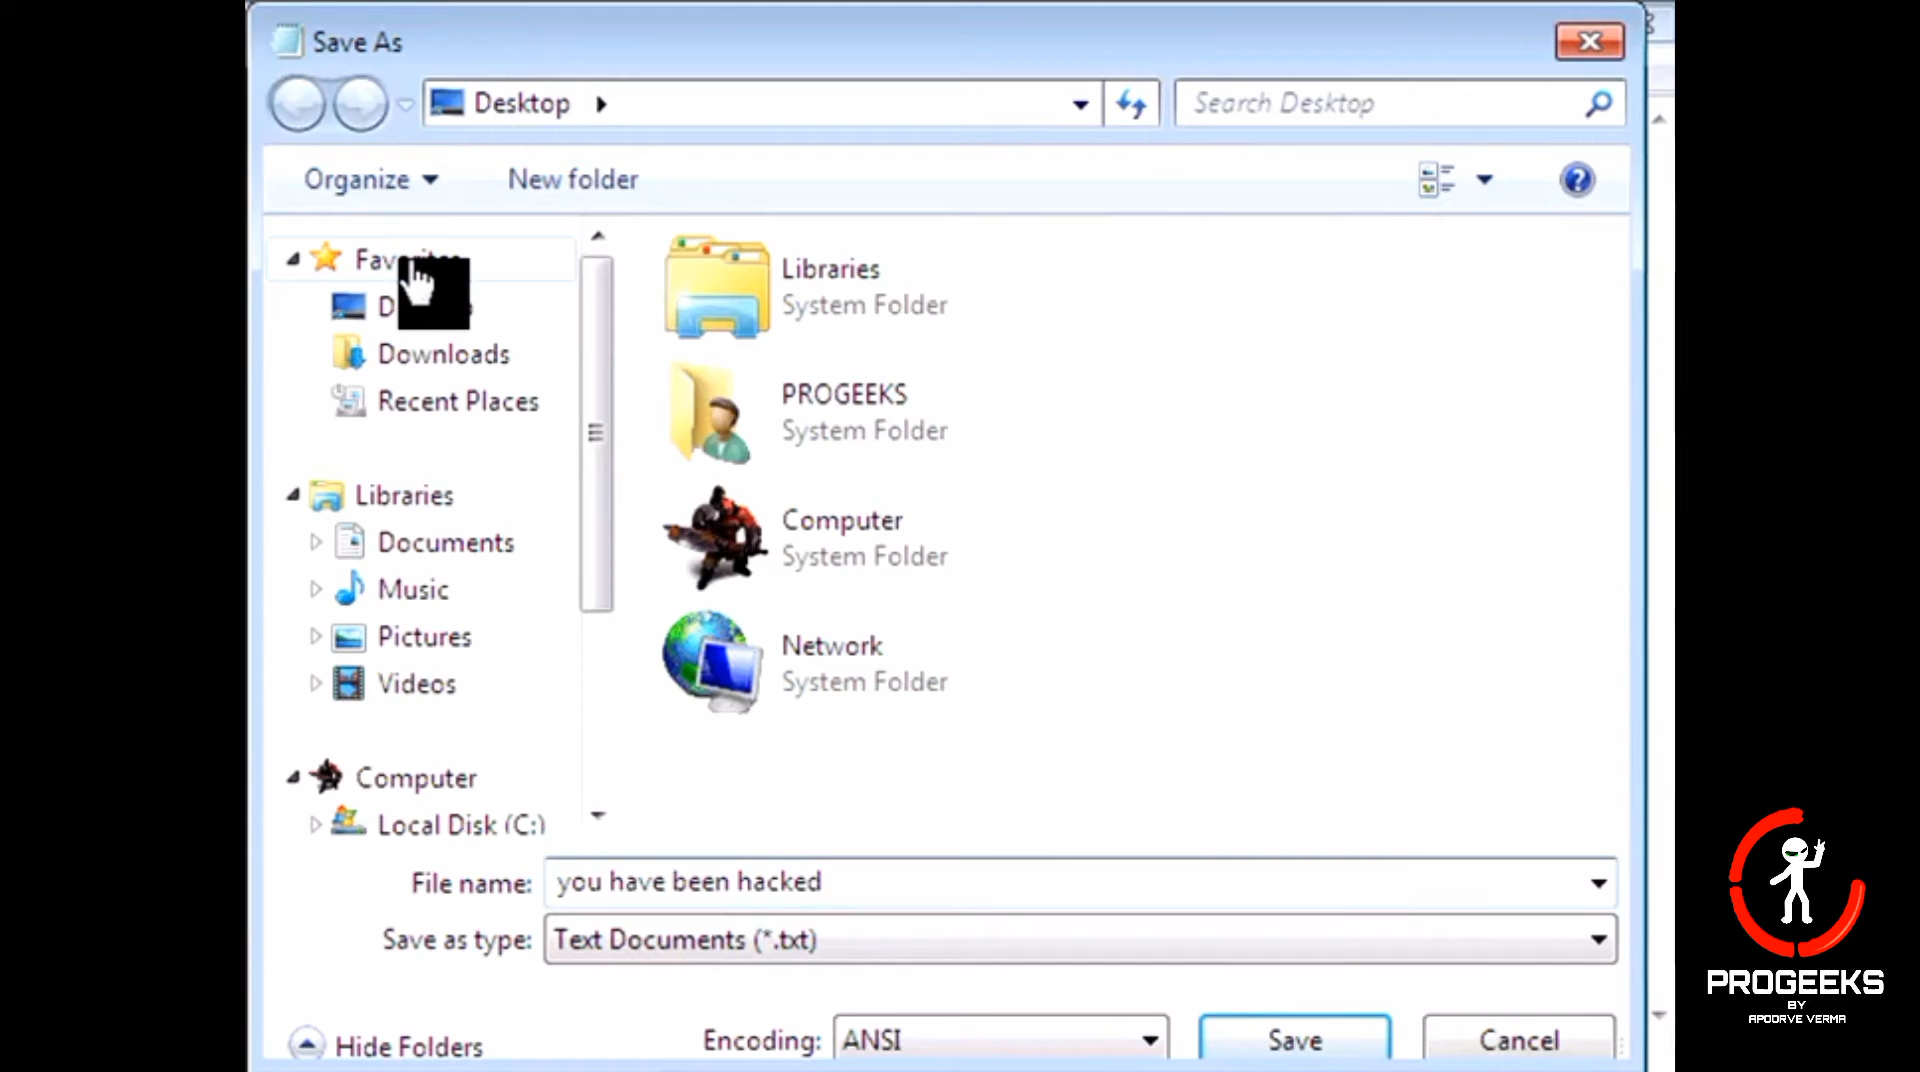 Save As
Desktop
Search Desktop
Organize
New folder
Downloads
Recent Places
Libraries
Documents
Music
Pictures
Videos
Computer
Local Disk (C:)
Libraries
System Folder
PROGEEKS
System Folder
Computer
System Folder
Network
System Folder
File name: you have been hacked
Save as type: Text Documents (*.txt)
Hide Folders
Encoding: ANSI
Save
Cancel
PROGEEKS
BY
APOORVE VERMA